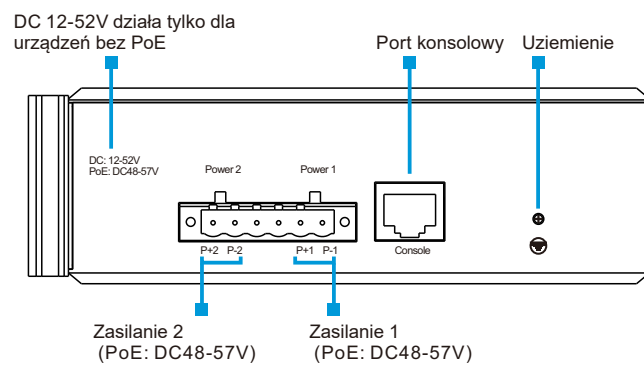 DC 12-52V działa tylko dla
urządzeń bez PoE
Port konsolowy
Uziemienie
DC: 12-52V
PoE: DC48-57V
Power 2
Power 1
P+2 P-2
P+1 P-1
Console
Zasilanie 2
(PoE: DC48-57V)
Zasilanie 1
(PoE: DC48-57V)